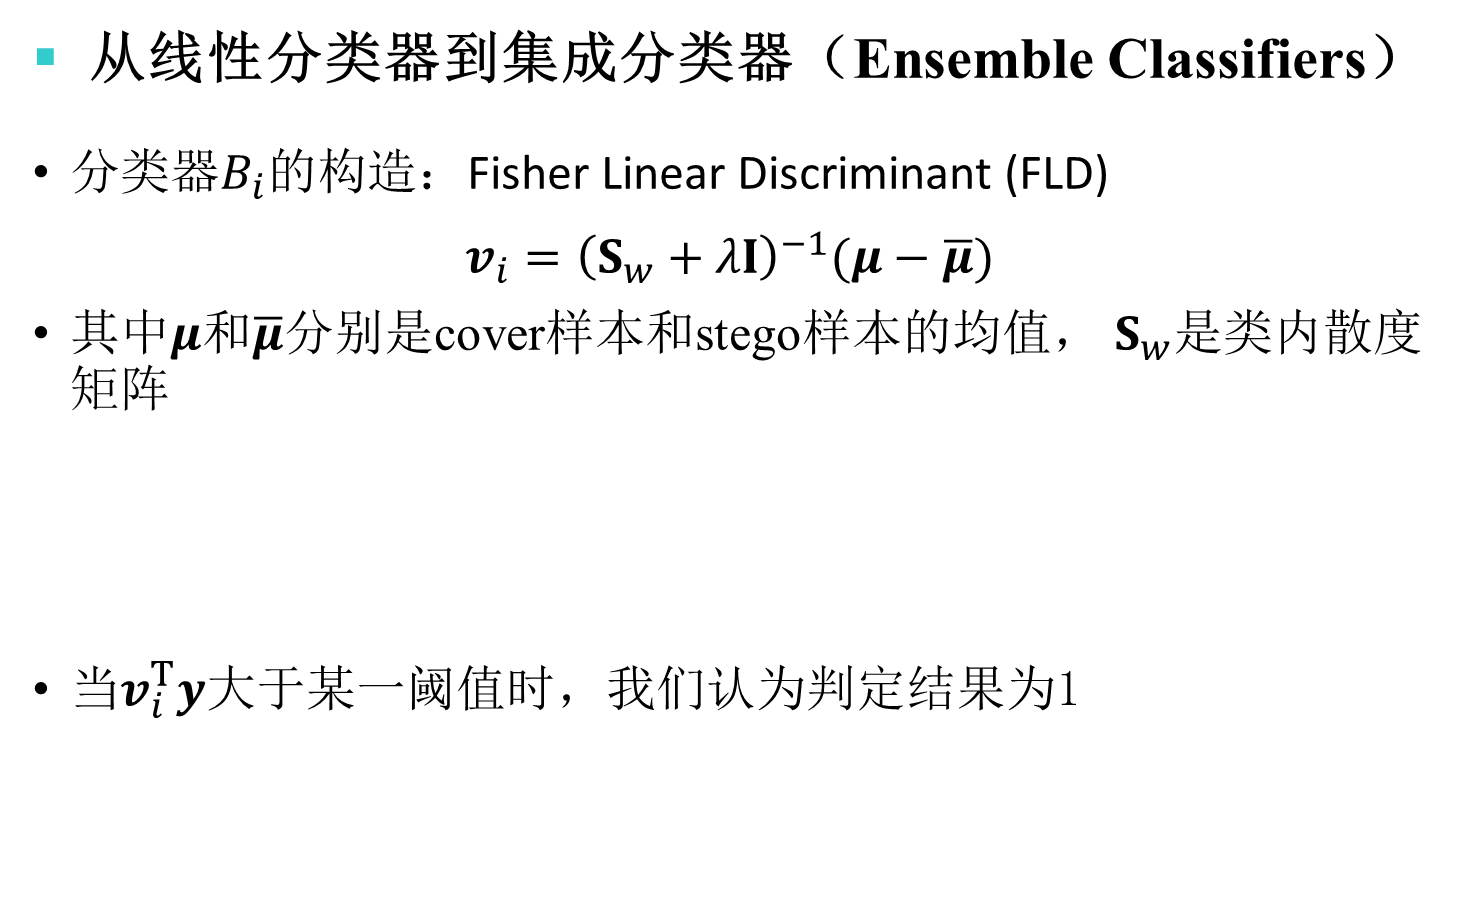 ▪ 从线性分类器到集成分类器（Ensemble Classifiers）
• 分类器Bᵢ的构造：Fisher Linear Discriminant (FLD)
𝒗ᵢ = (𝐒_w + λ𝐈)⁻¹(𝝁 − 𝝁̅)
• 其中𝝁和𝝁̅分别是cover样本和stego样本的均值， 𝐒_w是类内散度
矩阵
• 当𝒗ᵢᵀ𝒚大于某一阈值时，我们认为判定结果为1